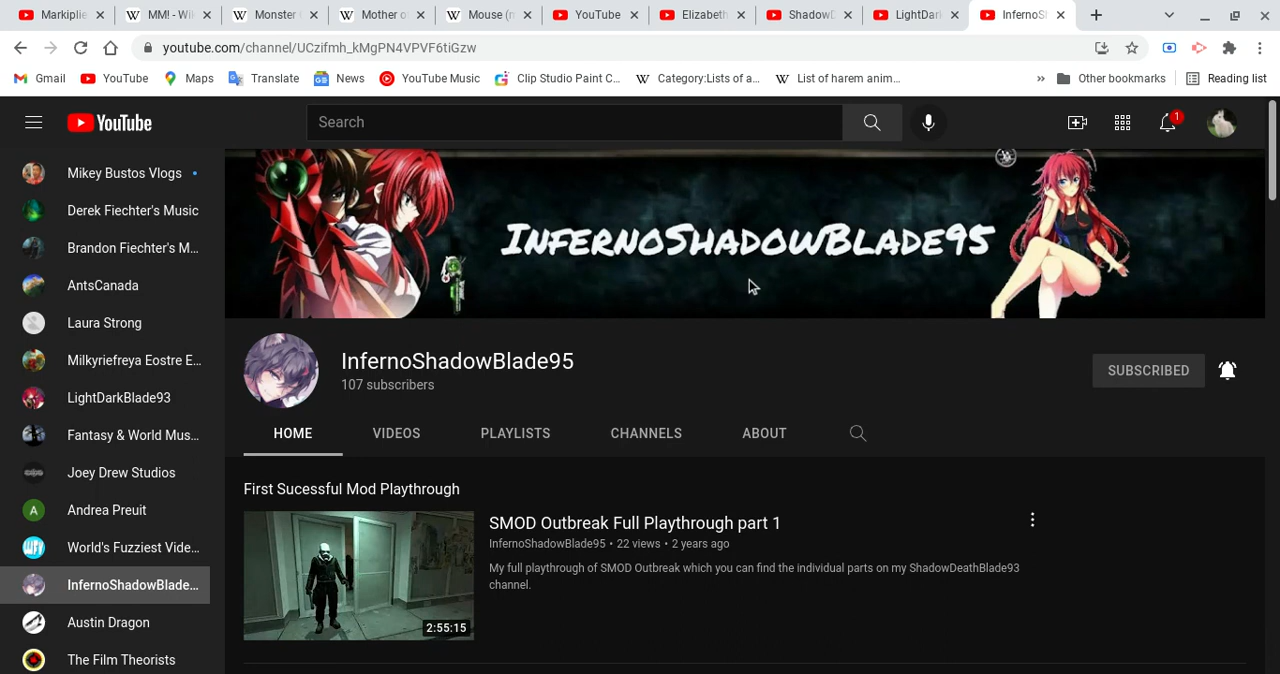 Markiplie
MM! - Wi
Monster
Mother o
Mouse (m
YouTube
Elizabeth
ShadowD
LightDark
InfernoS
youtube.com/channel/UCzifmh_kMgPN4VPVF6tiGzw
Gmail
YouTube
Maps
Translate
News
YouTube Music
Clip Studio Paint C...
Category:Lists of a...
List of harem anim...
»
Other bookmarks
Reading list
YouTube
Search
1
InfernoShadowBlade95
Mikey Bustos Vlogs
Derek Fiechter's Music
Brandon Fiechter's M...
AntsCanada
Laura Strong
Milkyriefreya Eostre E...
LightDarkBlade93
Fantasy & World Mus...
Joey Drew Studios
A Andrea Preuit
World's Fuzziest Vide...
InfernoShadowBlade...
Austin Dragon
The Film Theorists
InfernoShadowBlade95
107 subscribers
SUBSCRIBED
HOME
VIDEOS
PLAYLISTS
CHANNELS
ABOUT
First Sucessful Mod Playthrough
2:55:15
SMOD Outbreak Full Playthrough part 1
InfernoShadowBlade95 • 22 views • 2 years ago
My full playthrough of SMOD Outbreak which you can find the individual parts on my ShadowDeathBlade93
channel.